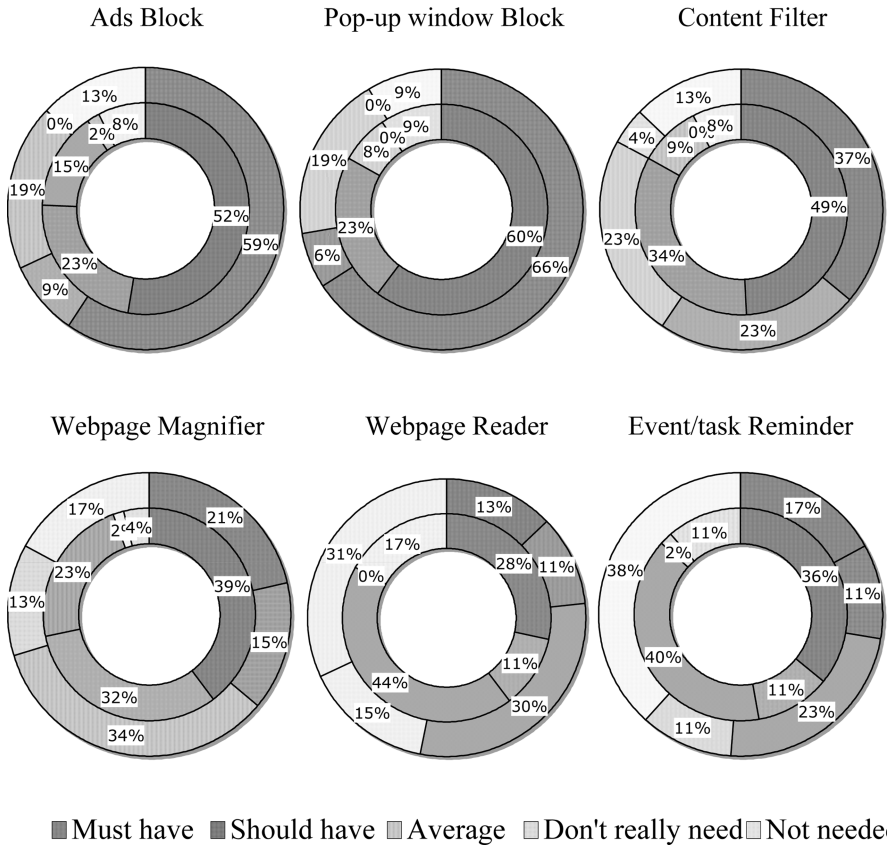 Ads Block Pop-up window Block Content Filter
13% 8% 2% 0% 15% 19% 52% 59% 23% 9%
9% 9% 0% 0% 8% 19% 23% 60% 66% 6%
13% 8% 0% 4% 9% 37% 49% 23% 34% 23%
Webpage Magnifier Webpage Reader Event/task Reminder
17% 4% 21% 23% 39% 13% 15% 32% 34%
13% 17% 31% 28% 11% 0% 11% 44% 30% 15%
17% 11% 2% 38% 36% 11% 40% 11% 23% 11%
Must have Should have Average Don't really need Not neede